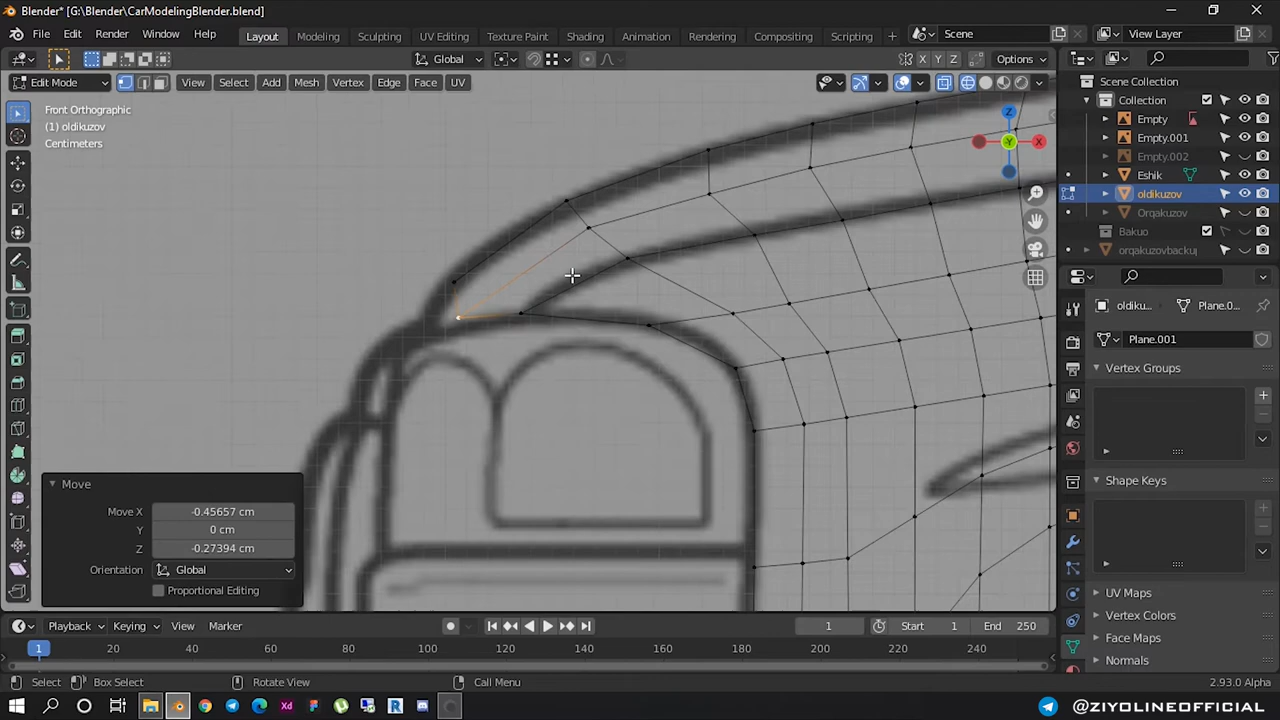 Blender* [G:\Blender\CarModelingBlender.blend]
File Edit Render Window Help Layout Modeling Sculpting UV Editing Texture Paint Shading Animation Rendering Compositing Scripting + Scene View Layer
Global Options
X Y Z
Edit Mode View Select Add Mesh Vertex Edge Face UV
Front Orthographic
(1) oldikuzov
Centimeters
Z
Y
X
Scene Collection
Collection
Empty
Empty.001
Empty.002
Eshik
oldikuzov
Orqakuzov
Bakuo
orqakuzovbackup
oldiku... Plane.0...
Plane.001
Vertex Groups
Shape Keys
UV Maps
Vertex Colors
Face Maps
Normals
Move
Move X -0.45657 cm
Y 0 cm
Z -0.27394 cm
Orientation Global
Proportional Editing
Playback Keying View Marker 1 Start 1 End 250
1 20 40 60 80 100 120 140 160 180 200 220 240
Select Box Select Rotate View Call Menu 2.93.0 Alpha
Xd
R
@ZIYOLINEOFFICIAL